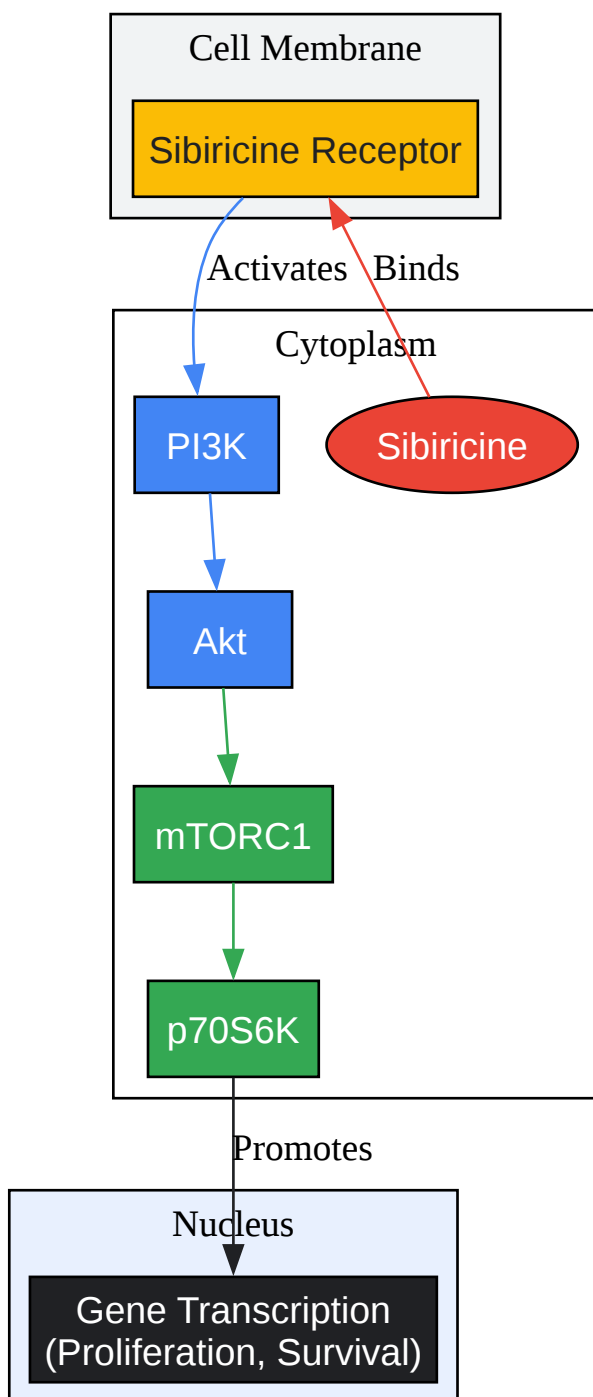 Cell Membrane
Sibiricine Receptor
Activates
Binds
Cytoplasm
PI3K
Sibiricine
Akt
mTORC1
p70S6K
Promotes
Nucleus
Gene Transcription
(Proliferation, Survival)